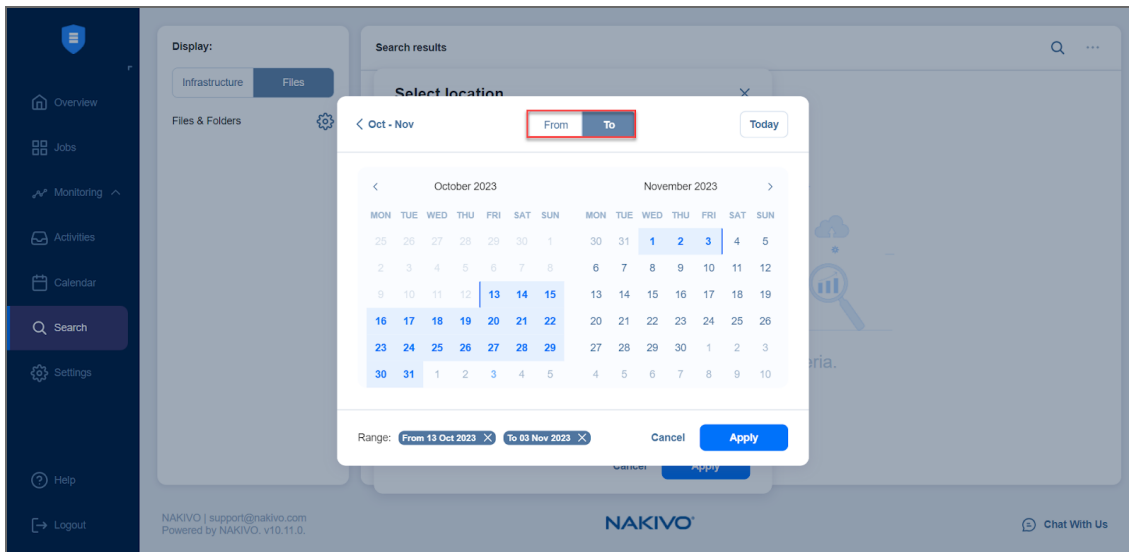 Display:
Infrastructure Files
Files & Folders
Overview
Jobs
Monitoring
Activities
Calendar
Search
Settings
Help
Logout
Search results
Select location
Oct - Nov
From To
Today
October 2023
MON TUE WED THU FRI SAT SUN
25 26 27 28 29 30 1
2 3 4 5 6 7 8
9 10 11 12 13 14 15
16 17 18 19 20 21 22
23 24 25 26 27 28 29
30 31 1 2 3 4 5
November 2023
MON TUE WED THU FRI SAT SUN
30 31 1 2 3 4 5
6 7 8 9 10 11 12
13 14 15 16 17 18 19
20 21 22 23 24 25 26
27 28 29 30 1 2 3
4 5 6 7 8 9 10
Range: From 13 Oct 2023 To 03 Nov 2023
Cancel Apply
Cancel Apply
NAKIVO | support@nakivo.com
Powered by NAKIVO. v10.11.0.
NAKIVO
Chat With Us